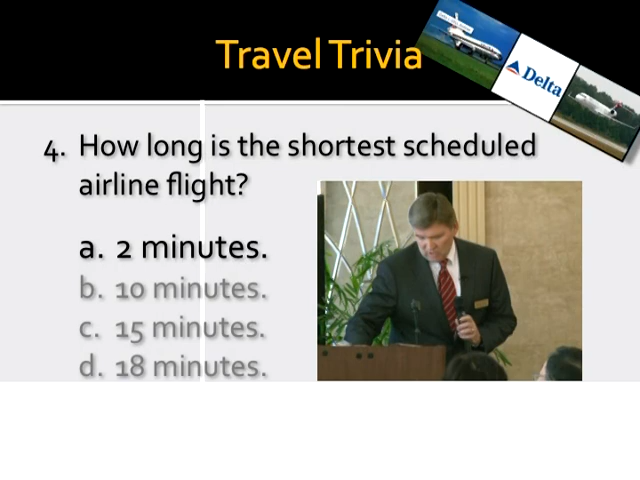 Travel Trivia
Delta
4. How long is the shortest scheduled
airline flight?
a. 2 minutes.
b. 10 minutes.
c. 15 minutes.
d. 18 minutes.